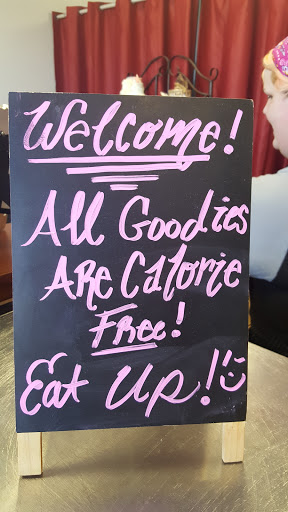 Welcome!
All Goodies
Are Calorie
Free!
Eat Up! :)